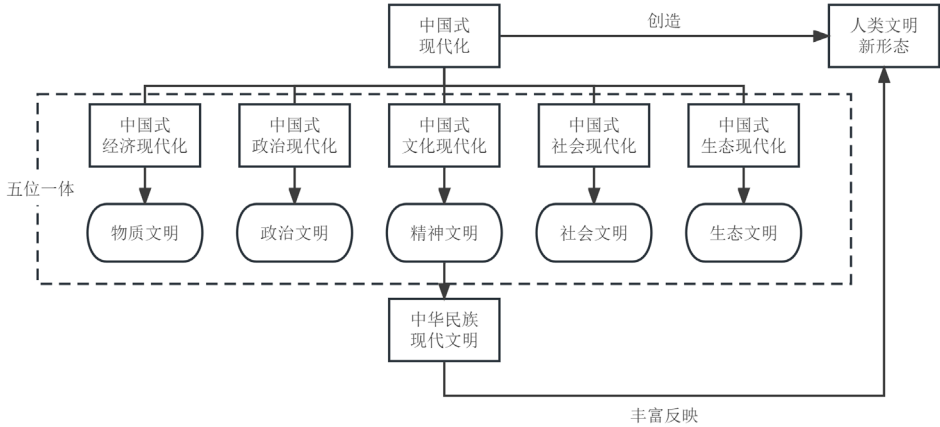 中国式
现代化
创造
人类文明
新形态
中国式
经济现代化
中国式
政治现代化
中国式
文化现代化
中国式
社会现代化
中国式
生态现代化
五位一体
物质文明
政治文明
精神文明
社会文明
生态文明
中华民族
现代文明
丰富反映